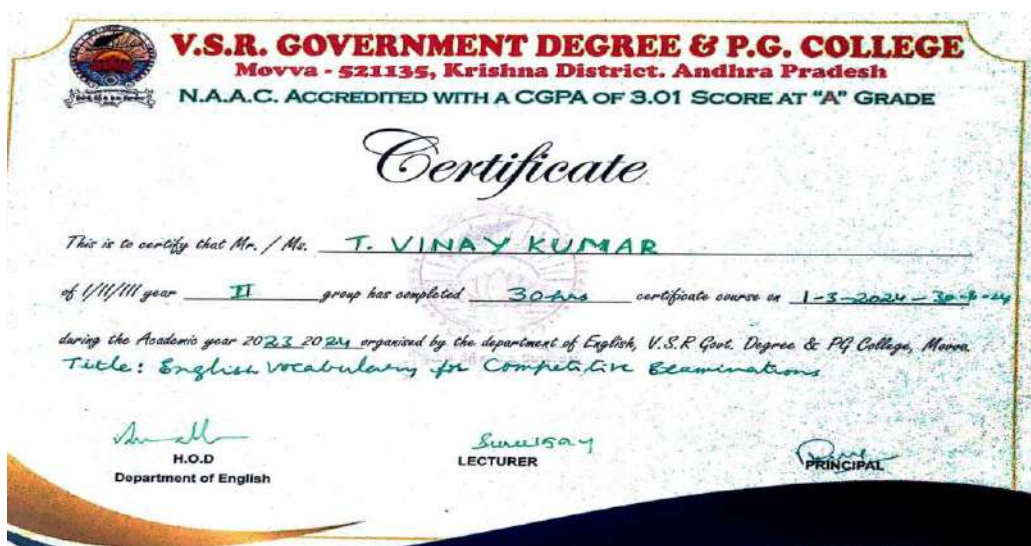 V.S.R. GOVERNMENT DEGREE & P.G. COLLEGE
Movva - 521135, Krishna District. Andhra Pradesh
N.A.A.C. ACCREDITED WITH A CGPA OF 3.01 SCORE AT "A" GRADE
Certificate
This is to certify that Mr. / Ms. T. VINAY KUMAR
of I/II/III year II group has completed 30 hrs certificate course on 1-3-2024 -
during the Academic year 2023 2024 organised by the department of English, V.S.R Govt. Degree & PG College, Movva
Title: English Vocabulary for Competitive Examinations
H.O.D
Department of English
LECTURER
PRINCIPAL